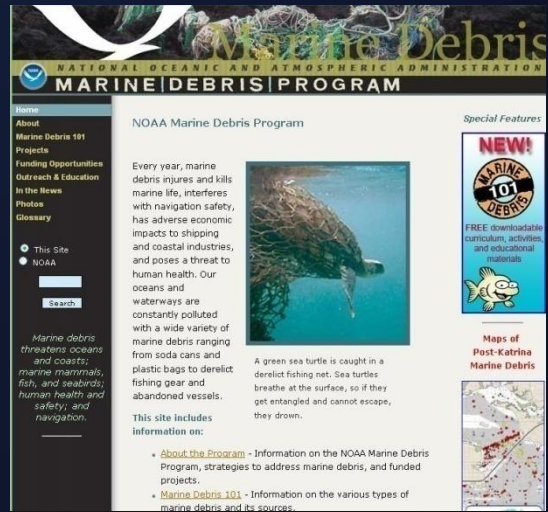 Marine Debris
NATIONAL OCEANIC AND ATMOSPHERIC ADMINISTRATION
MARINE DEBRIS PROGRAM
Home
About
Marine Debris 101
Projects
Funding Opportunities
Outreach & Education
In the News
Photos
Glossary
This Site
NOAA
Search
Marine debris
threatens oceans
and coasts;
marine mammals,
fish, and seabirds;
human health and
safety; and
navigation.
NOAA Marine Debris Program
Every year, marine
debris injures and kills
marine life, interferes
with navigation safety,
has adverse economic
impacts to shipping
and coastal industries,
and poses a threat to
human health. Our
oceans and
waterways are
constantly polluted
with a wide variety of
marine debris ranging
from soda cans and
plastic bags to derelict
fishing gear and
abandoned vessels.
A green sea turtle is caught in a
derelict fishing net. Sea turtles
breathe at the surface, so if they
get entangled and cannot escape,
they drown.
This site includes
information on:
About the Program - Information on the NOAA Marine Debris
Program, strategies to address marine debris, and funded
projects.
Marine Debris 101 - Information on the various types of
marine debris and its sources.
Special Features
NEW!
MARINE
101
DEBRIS
FREE downloadable
curriculum, activities,
and educational
materials
Maps of
Post-Katrina
Marine Debris